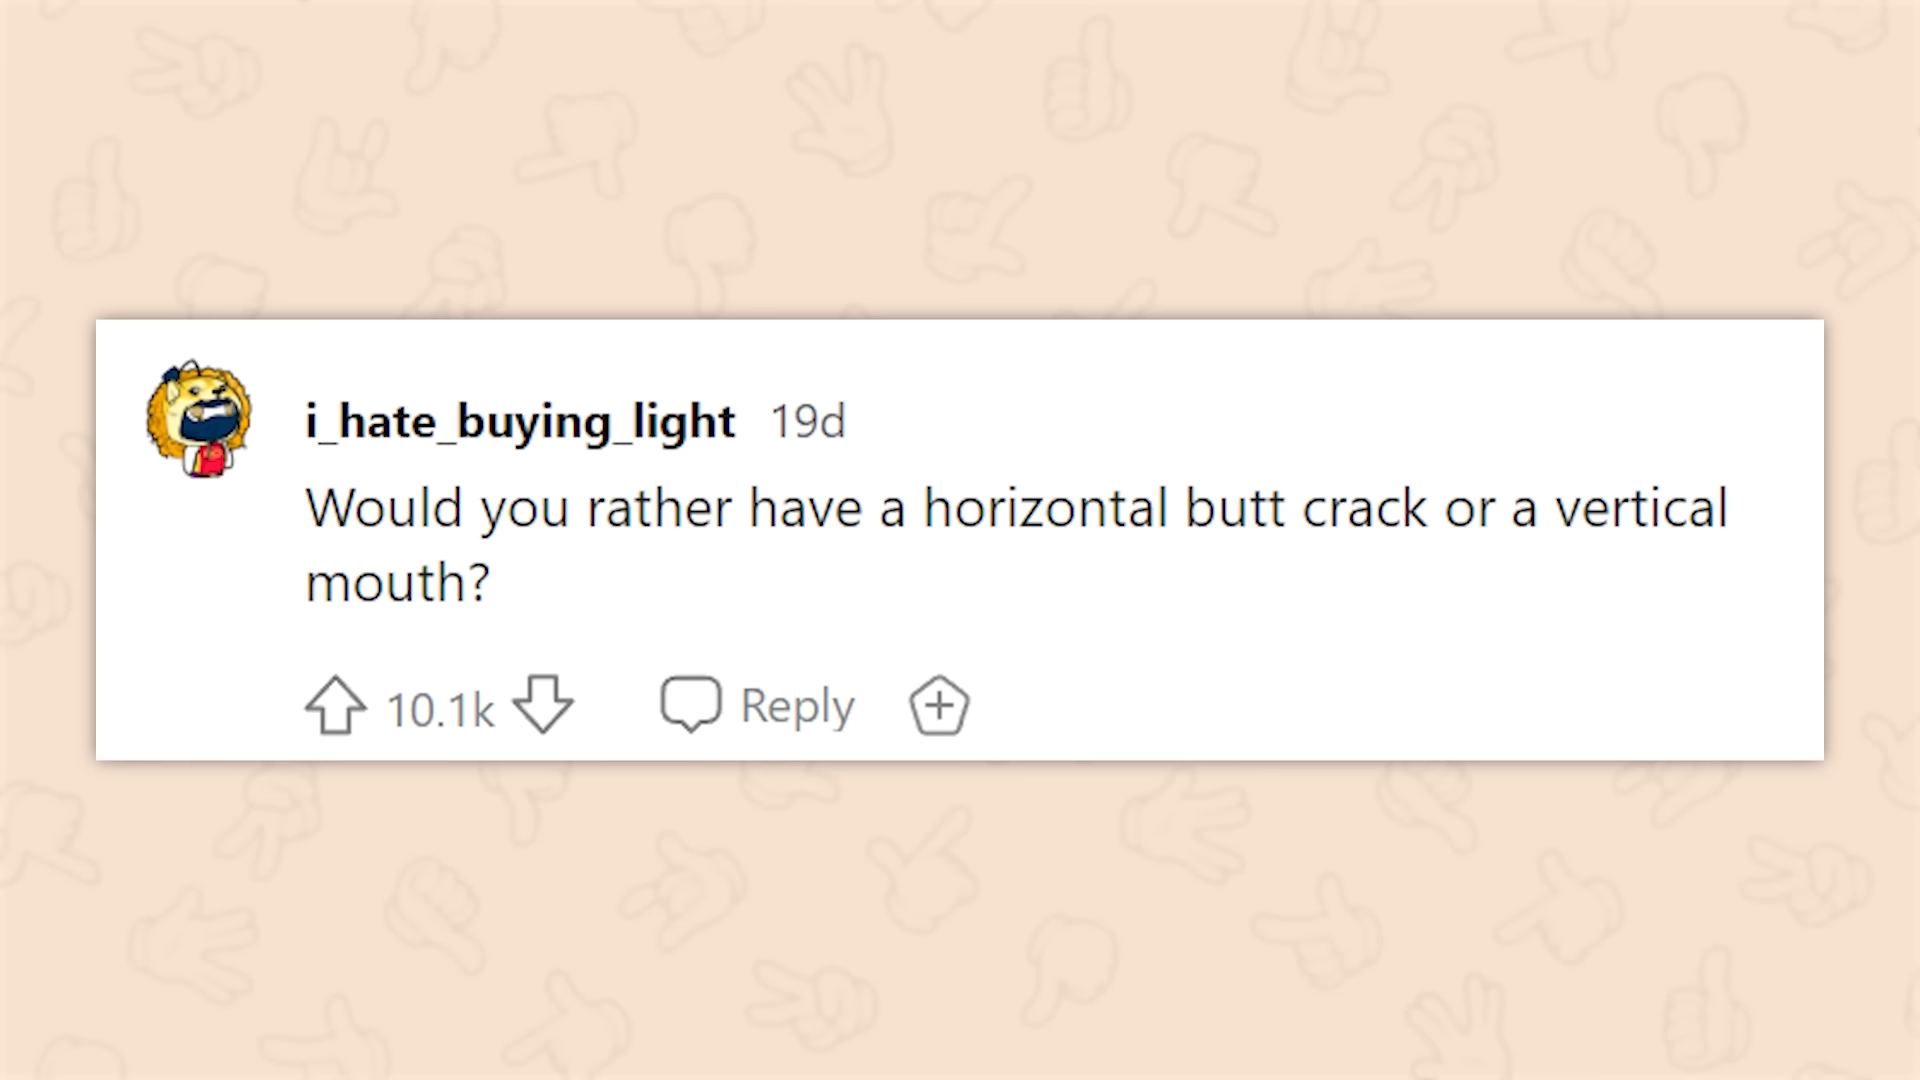 i_hate_buying_light 19d
Would you rather have a horizontal butt crack or a vertical
mouth?
10.1k Reply